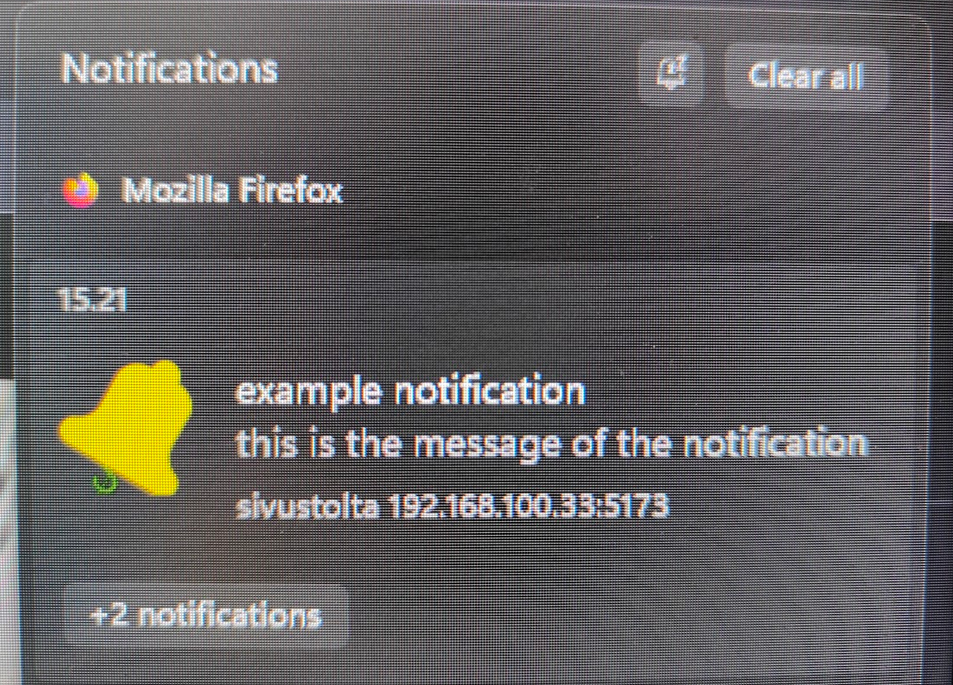 Notifications
Clear all
Mozilla Firefox
15.21
example notification
this is the message of the notification
sivustolta 192.168.100.33:5173
+2 notifications